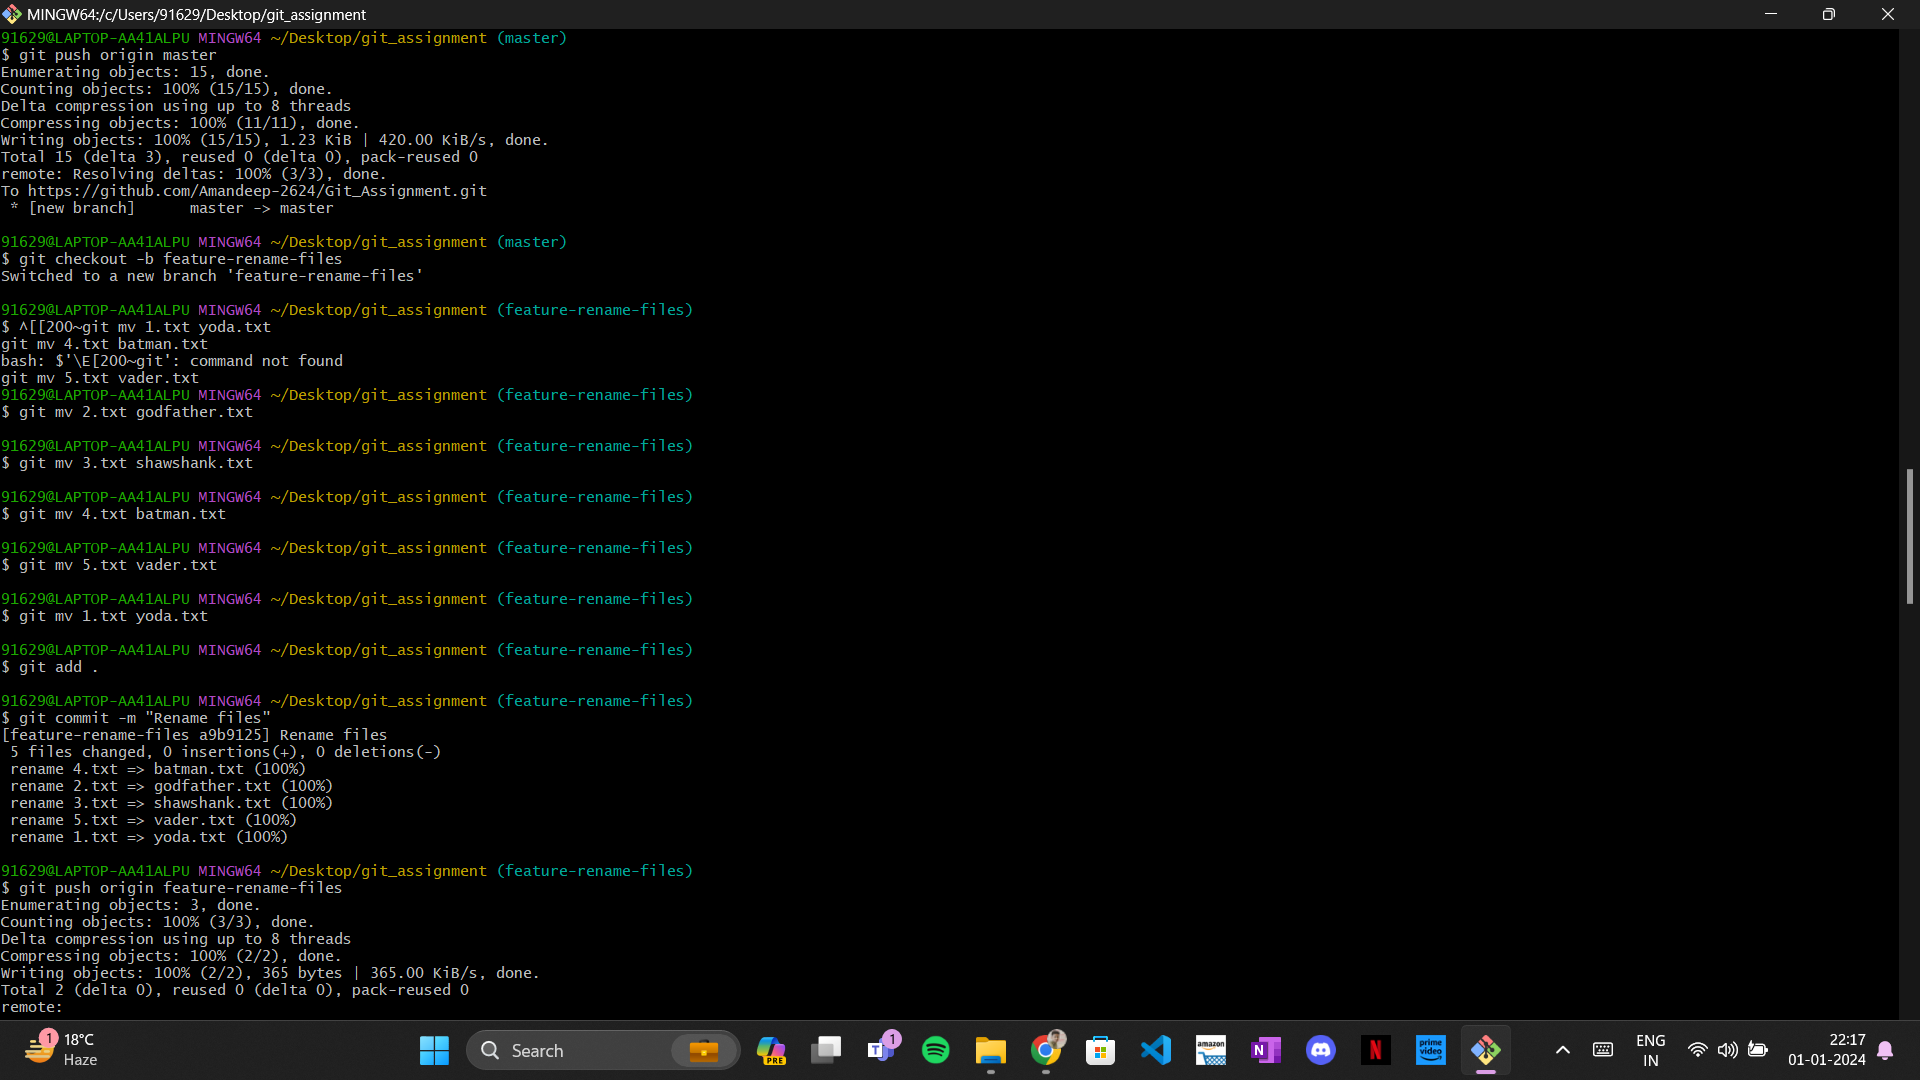 MINGW64:/c/Users/91629/Desktop/git_assignment
91629@LAPTOP-AA41ALPU MINGW64 ~/Desktop/git_assignment (master)
$ git push origin master
Enumerating objects: 15, done.
Counting objects: 100% (15/15), done.
Delta compression using up to 8 threads
Compressing objects: 100% (11/11), done.
Writing objects: 100% (15/15), 1.23 KiB | 420.00 KiB/s, done.
Total 15 (delta 3), reused 0 (delta 0), pack-reused 0
remote: Resolving deltas: 100% (3/3), done.
To https://github.com/Amandeep-2624/Git_Assignment.git
 * [new branch]      master -> master

91629@LAPTOP-AA41ALPU MINGW64 ~/Desktop/git_assignment (master)
$ git checkout -b feature-rename-files
Switched to a new branch 'feature-rename-files'

91629@LAPTOP-AA41ALPU MINGW64 ~/Desktop/git_assignment (feature-rename-files)
$ ^[[200~git mv 1.txt yoda.txt
git mv 4.txt batman.txt
bash: $'\E[200~git': command not found
git mv 5.txt vader.txt
91629@LAPTOP-AA41ALPU MINGW64 ~/Desktop/git_assignment (feature-rename-files)
$ git mv 2.txt godfather.txt

91629@LAPTOP-AA41ALPU MINGW64 ~/Desktop/git_assignment (feature-rename-files)
$ git mv 3.txt shawshank.txt

91629@LAPTOP-AA41ALPU MINGW64 ~/Desktop/git_assignment (feature-rename-files)
$ git mv 4.txt batman.txt

91629@LAPTOP-AA41ALPU MINGW64 ~/Desktop/git_assignment (feature-rename-files)
$ git mv 5.txt vader.txt

91629@LAPTOP-AA41ALPU MINGW64 ~/Desktop/git_assignment (feature-rename-files)
$ git mv 1.txt yoda.txt

91629@LAPTOP-AA41ALPU MINGW64 ~/Desktop/git_assignment (feature-rename-files)
$ git add .

91629@LAPTOP-AA41ALPU MINGW64 ~/Desktop/git_assignment (feature-rename-files)
$ git commit -m "Rename files"
[feature-rename-files a9b9125] Rename files
 5 files changed, 0 insertions(+), 0 deletions(-)
 rename 4.txt => batman.txt (100%)
 rename 2.txt => godfather.txt (100%)
 rename 3.txt => shawshank.txt (100%)
 rename 5.txt => vader.txt (100%)
 rename 1.txt => yoda.txt (100%)

91629@LAPTOP-AA41ALPU MINGW64 ~/Desktop/git_assignment (feature-rename-files)
$ git push origin feature-rename-files
Enumerating objects: 3, done.
Counting objects: 100% (3/3), done.
Delta compression using up to 8 threads
Compressing objects: 100% (2/2), done.
Writing objects: 100% (2/2), 365 bytes | 365.00 KiB/s, done.
Total 2 (delta 0), reused 0 (delta 0), pack-reused 0
remote:
1
18°C
Haze
Search
PRE
T
1
amazon
N
N
prime video
ENG
IN
22:17
01-01-2024